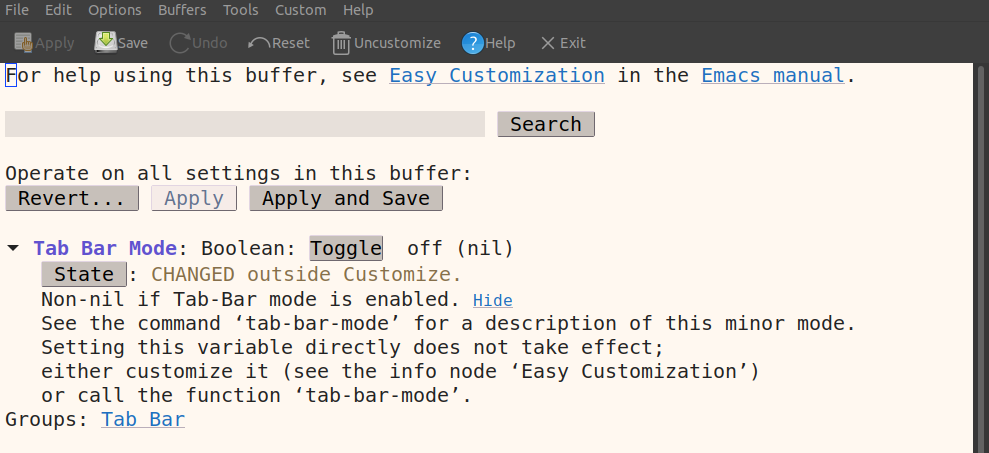 File Edit Options Buffers Tools Custom Help
Apply Save Undo Reset Uncustomize ? Help Exit
For help using this buffer, see Easy Customization in the Emacs manual.
Search
Operate on all settings in this buffer:
Revert... Apply Apply and Save
Tab Bar Mode: Boolean: Toggle off (nil)
State : CHANGED outside Customize.
Non-nil if Tab-Bar mode is enabled. Hide
See the command ‘tab-bar-mode’ for a description of this minor mode.
Setting this variable directly does not take effect;
either customize it (see the info node ‘Easy Customization’)
or call the function ‘tab-bar-mode’.
Groups: Tab Bar